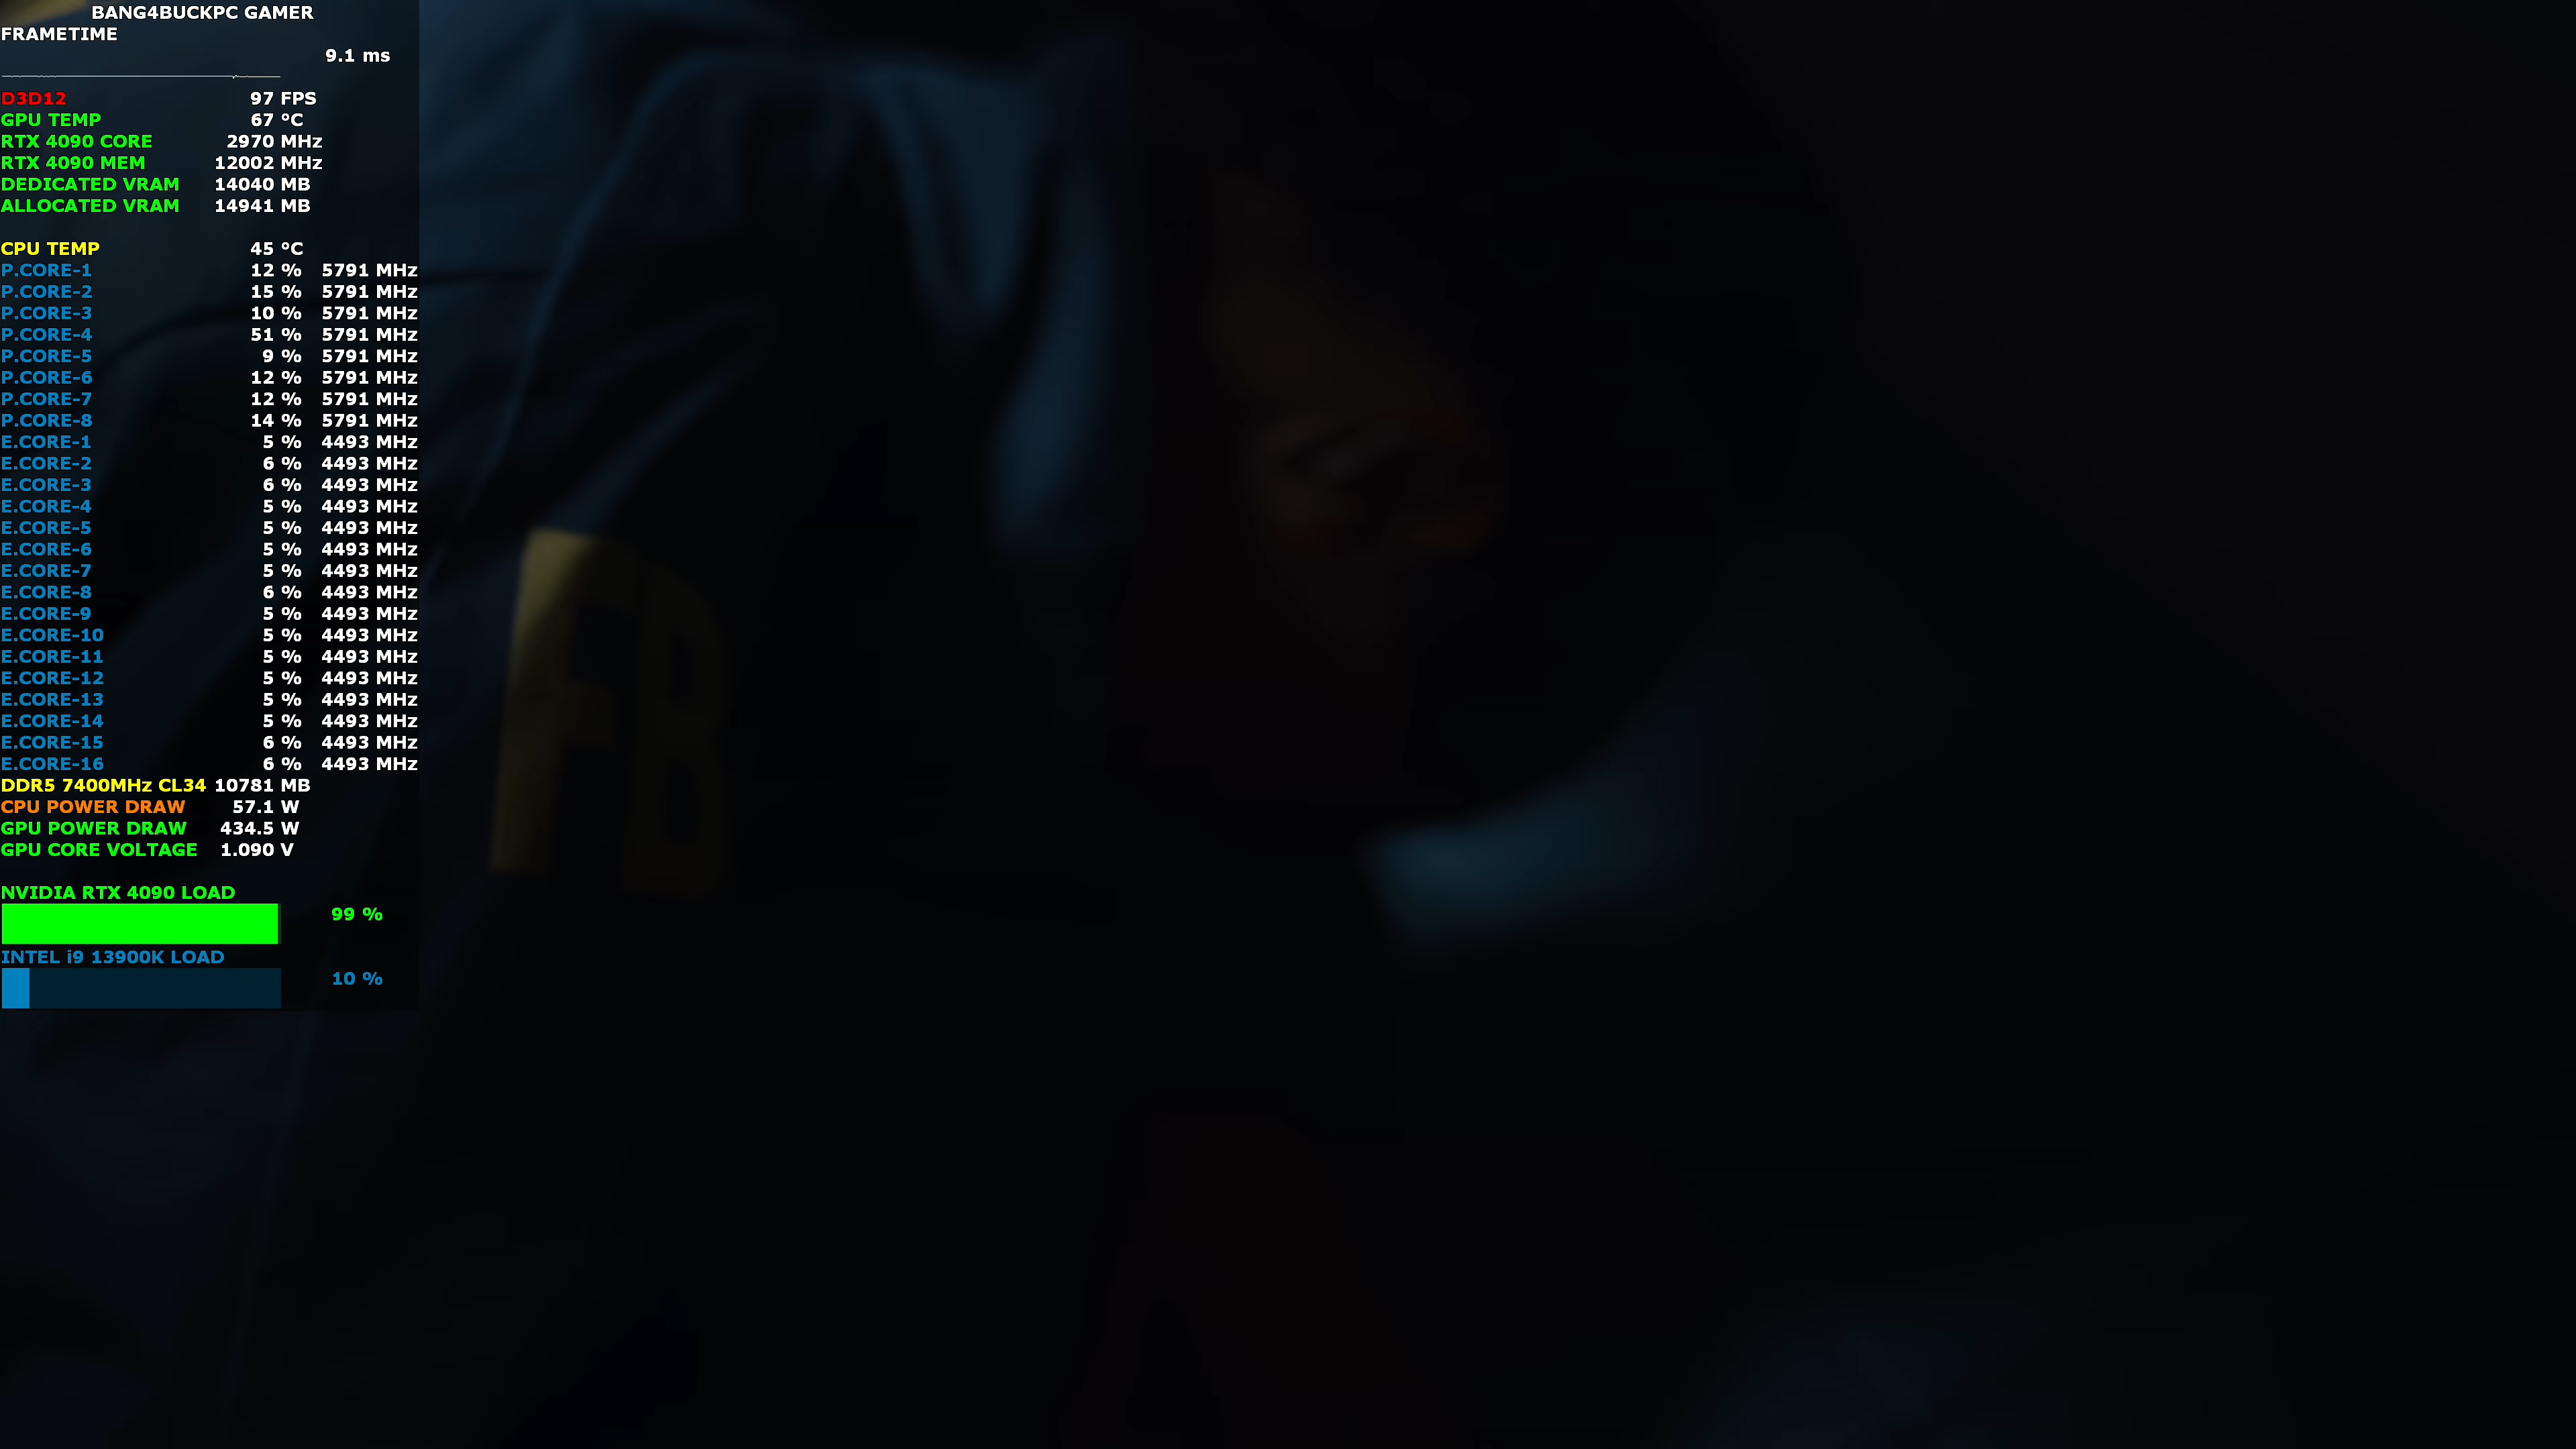 BANG4BUCKPC GAMER
FRAMETIME
9.1 ms
D3D12 97 FPS
GPU TEMP 67 °C
RTX 4090 CORE 2970 MHz
RTX 4090 MEM 12002 MHz
DEDICATED VRAM 14040 MB
ALLOCATED VRAM 14941 MB
CPU TEMP 45 °C
P.CORE-1 12 % 5791 MHz
P.CORE-2 15 % 5791 MHz
P.CORE-3 10 % 5791 MHz
P.CORE-4 51 % 5791 MHz
P.CORE-5 9 % 5791 MHz
P.CORE-6 12 % 5791 MHz
P.CORE-7 12 % 5791 MHz
P.CORE-8 14 % 5791 MHz
E.CORE-1 5 % 4493 MHz
E.CORE-2 6 % 4493 MHz
E.CORE-3 6 % 4493 MHz
E.CORE-4 5 % 4493 MHz
E.CORE-5 5 % 4493 MHz
E.CORE-6 5 % 4493 MHz
E.CORE-7 5 % 4493 MHz
E.CORE-8 6 % 4493 MHz
E.CORE-9 5 % 4493 MHz
E.CORE-10 5 % 4493 MHz
E.CORE-11 5 % 4493 MHz
E.CORE-12 5 % 4493 MHz
E.CORE-13 5 % 4493 MHz
E.CORE-14 5 % 4493 MHz
E.CORE-15 6 % 4493 MHz
E.CORE-16 6 % 4493 MHz
DDR5 7400MHz CL34 10781 MB
CPU POWER DRAW 57.1 W
GPU POWER DRAW 434.5 W
GPU CORE VOLTAGE 1.090 V
NVIDIA RTX 4090 LOAD
99 %
INTEL i9 13900K LOAD
10 %
FB